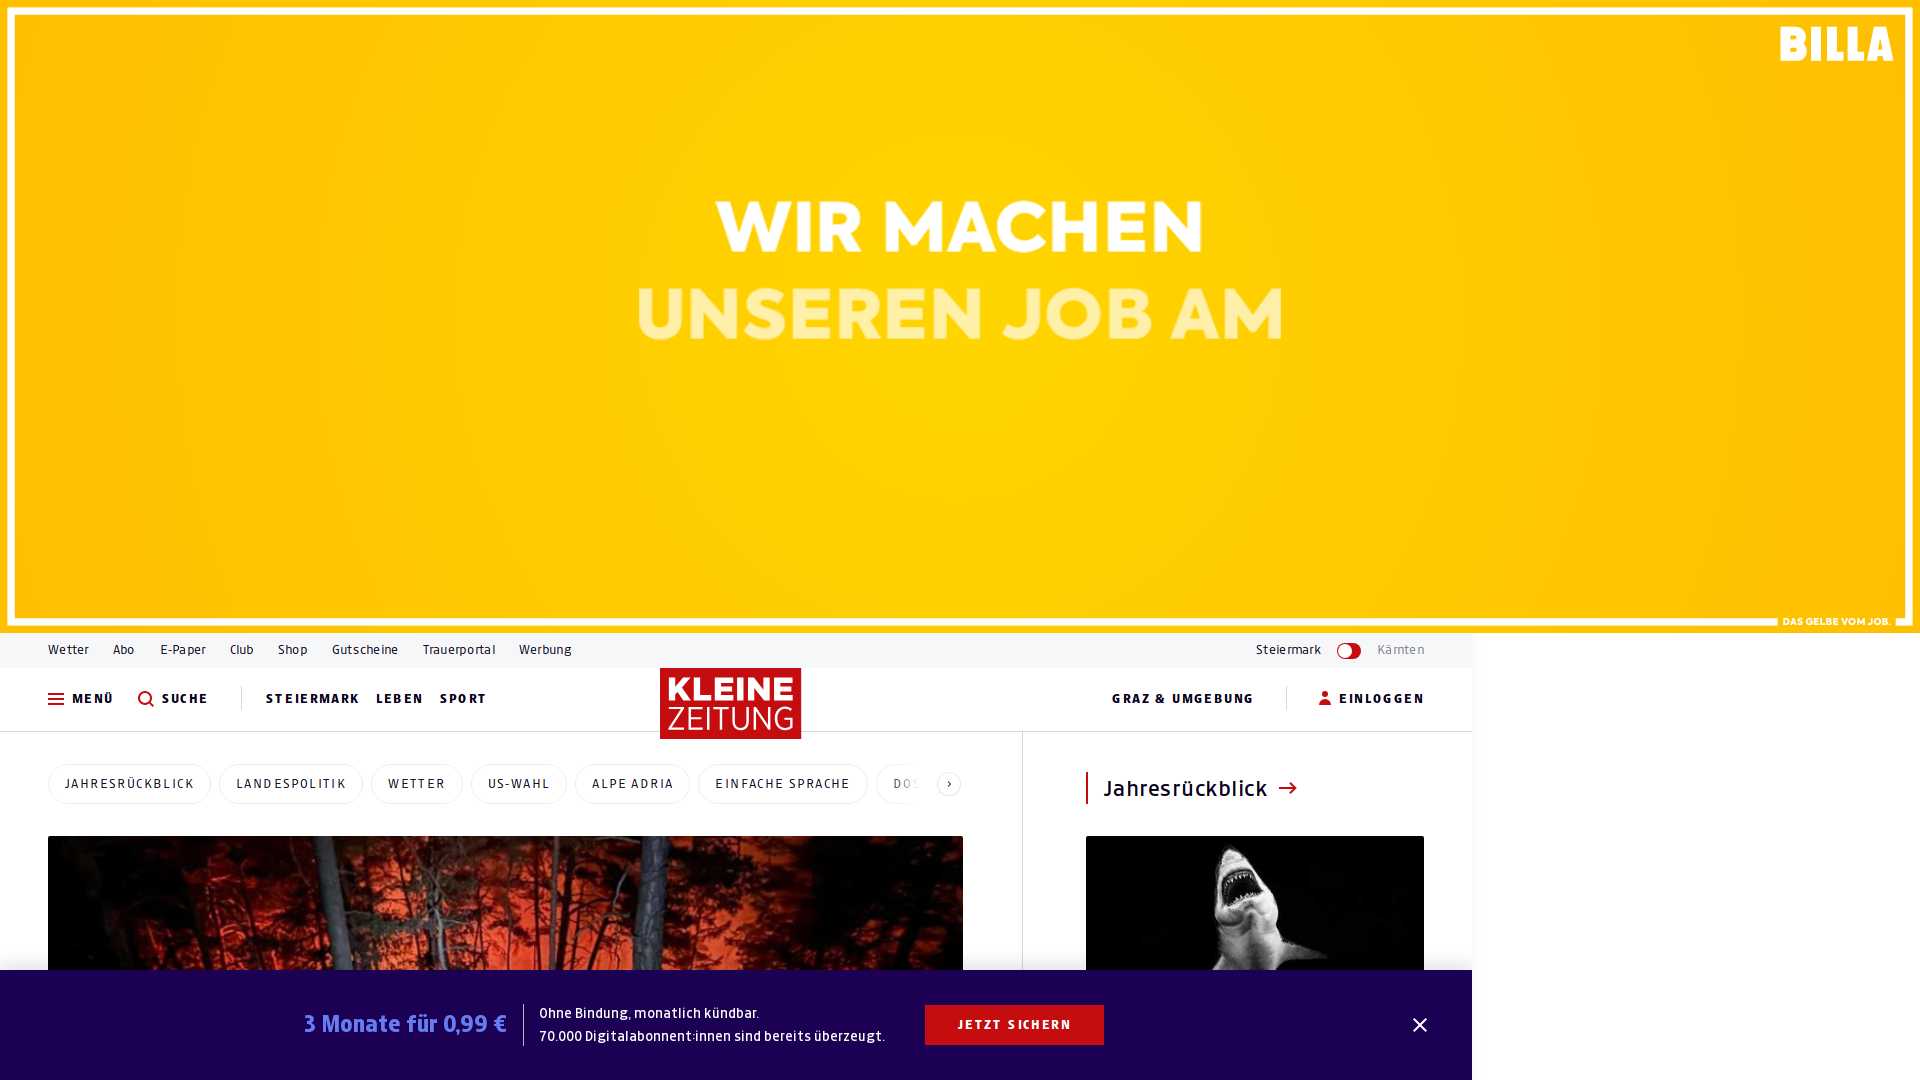 BILLA
WIR MACHEN
UNSEREN JOB AM
DAS GELBE VOM JOB.
Wetter Abo E-Paper Club Shop Gutscheine Trauerportal Werbung Steiermark Kärnten
MENÜ SUCHE STEIERMARK LEBEN SPORT KLEINE ZEITUNG GRAZ & UMGEBUNG EINLOGGEN
JAHRESRÜCKBLICK LANDESPOLITIK WETTER US-WAHL ALPE ADRIA EINFACHE SPRACHE
Jahresrückblick
3 Monate für 0,99 €
Ohne Bindung, monatlich kündbar.
70.000 Digitalabonnent:innen sind bereits überzeugt.
JETZT SICHERN